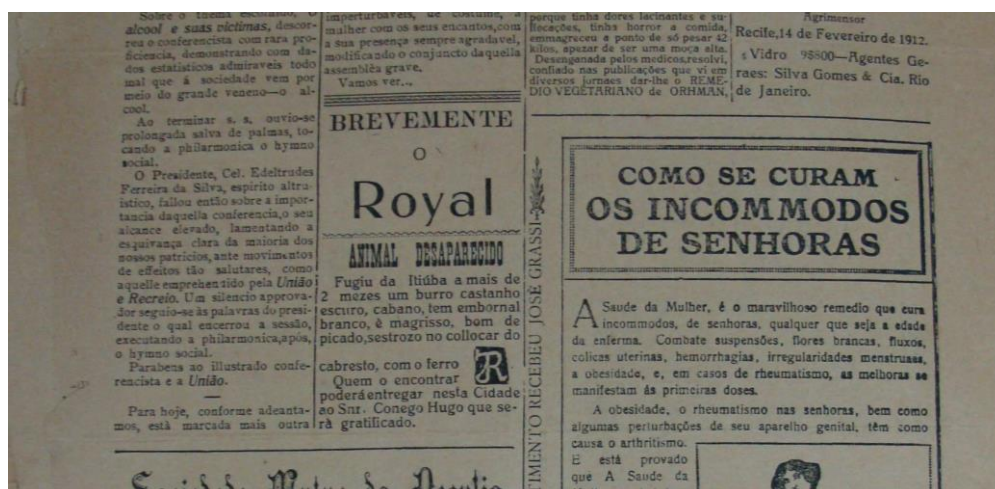 Sobre o thema escolhido, o
alcool e suas victimas, descor-
reu o conferencista com rara pro-
ficiencia, demonstrando com da-
dos estatisticos admiraveis todo
mal que á sociedade vem por
meio do grande veneno—o al-
cool.
Ao terminar s. s. ouvio-se
prolongada salva de palmas, to-
cando a philarmonica o hymno
social.
O Presidente, Cel. Edeltrudes
Ferreira da Silva, espirito altru-
istico, fallou então sobre a impor-
tancia daquella conferencia,o seu
alcance elevado, lamentando a
esquivança clara da maioria dos
nossos patricios, ante movimentos
de effeitos tão salutares, como
aquelle emprehendido pela União
e Recreio. Um silencio approva-
dor seguio-se às palavras do presi-
dente o qual encerrou a sessão,
executando a philarmonica,após,
o hymno social.
Parabens ao illustrado confe-
rencista e a União.
Para hoje, conforme adeanta-
mos, está marcada mais outra
imperturbaveis, de costume, a
mulher com os seus encantos,com
a sua presença sempre agradavel,
modificando o conjuncto daquella
assemblèa grave.
Vamos ver...
BREVEMENTE
O
Royal
ANIMAL DESAPARECIDO
Fugiu da Itiúba a mais de
2 mezes um burro castanho
escuro, cabano, tem embornal
branco, è magrisso, bom de
picado,sestrozo no collocar do
cabresto, com o ferro R
Quem o encontrar
poderá entregar nesta Cidade
ao Snr. Conego Hugo que se-
rà gratificado.
porque tinha dores lacinantes e su-
ffocações, tinha horror a comida,
emmagreceu a ponto de só pesar 42
kilos, apezar de ser uma moça alta.
Desenganada pelos medicos,resolvi,
confiado nas publicações que vi em
diversos jornaes dar-lhe o REME-
DIO VEGETARIANO de ORHMAN,
Agrimensor
Recife,14 de Fevereiro de 1912.
Vidro 9$800—Agentes Ge-
raes: Silva Gomes & Cia. Rio
de Janeiro.
TIMENTO RECEBEU JOSÉ GRASSI
COMO SE CURAM
OS INCOMMODOS
DE SENHORAS
A Saude da Mulher, é o maravilhoso remedio que cura
incommodos, de senhoras, qualquer que seja a edade
da enferma. Combate suspensões, flores brancas, fluxos,
colicas uterinas, hemorrhagias, irregularidades menstruaes,
a obesidade, e, em casos de rheumatismo, as melhoras se
manifestam ás primeiras doses.
A obesidade, o rheumatismo nas senhoras, bem como
algumas perturbações de seu aparelho genital, têm como
causa o arthritismo.
E está provado
que A Saude da